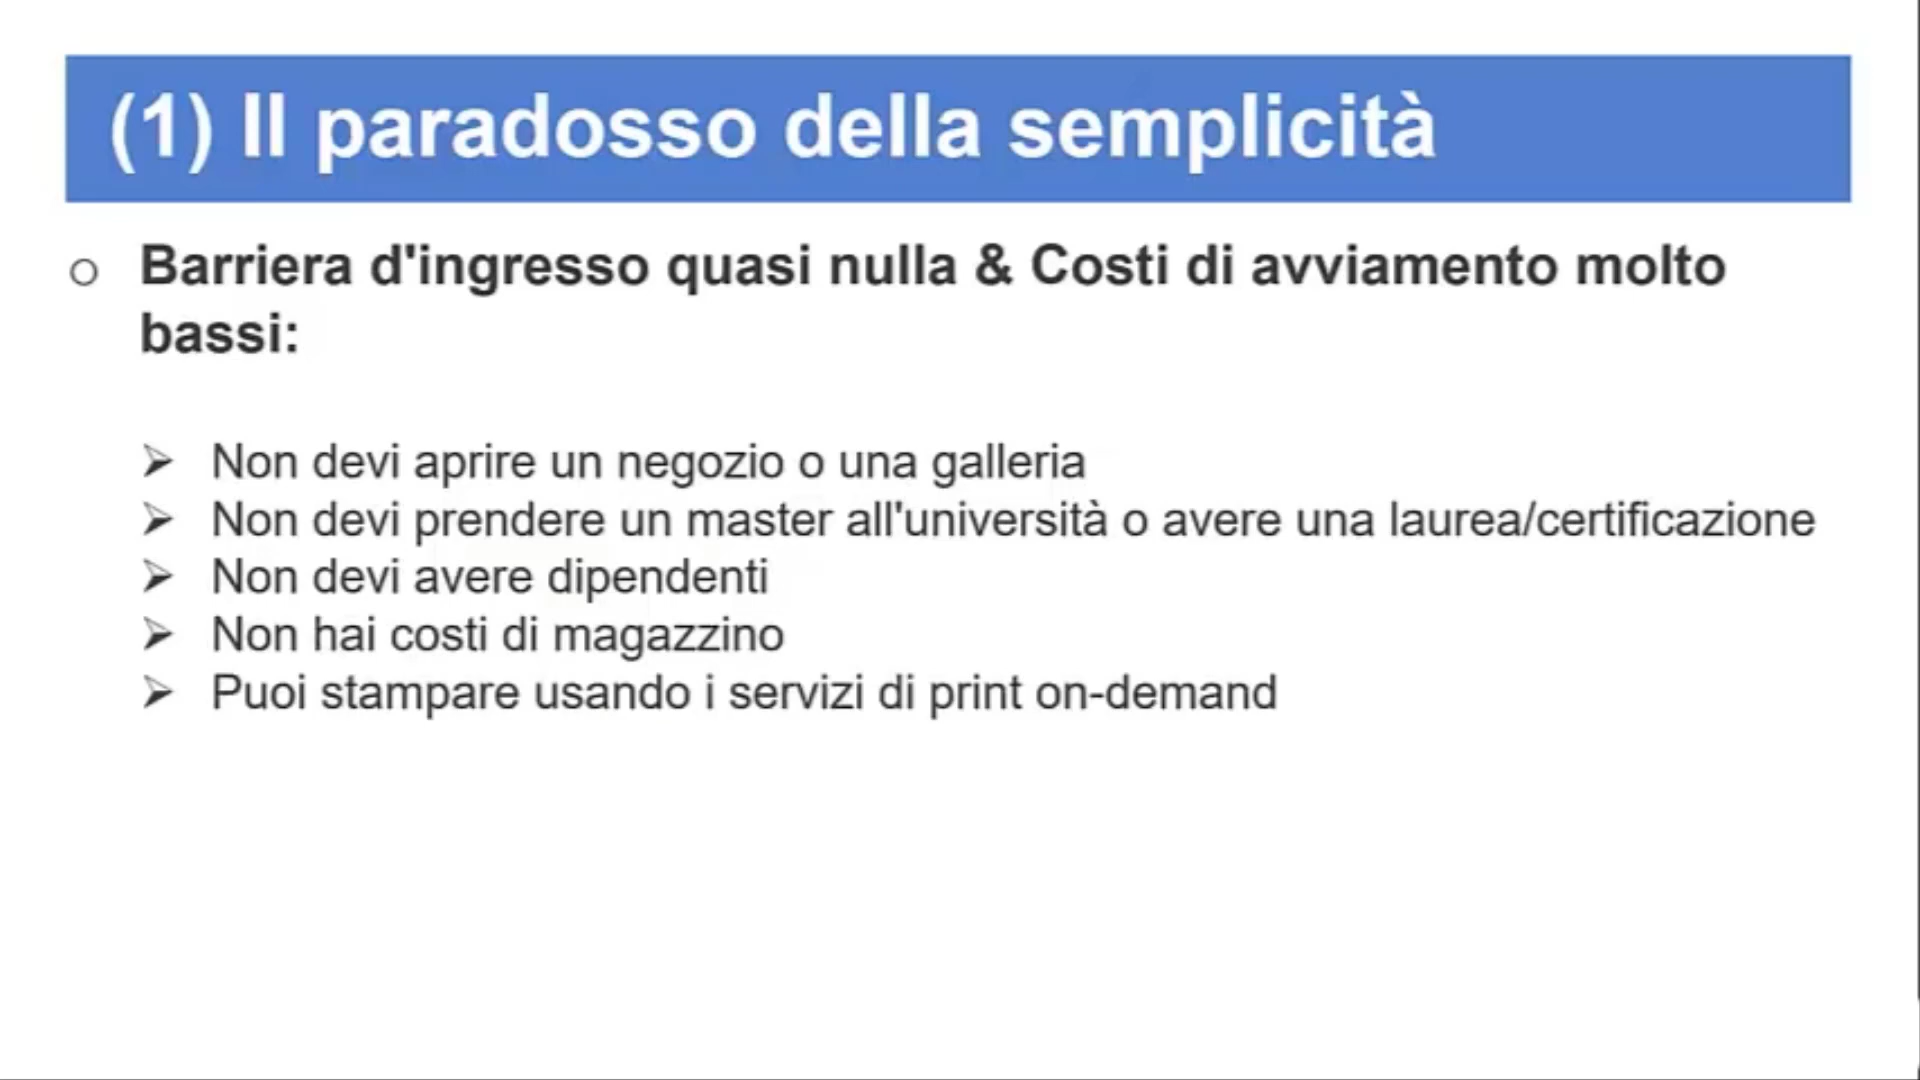 (1) Il paradosso della semplicità
o Barriera d'ingresso quasi nulla & Costi di avviamento molto
bassi:
➢ Non devi aprire un negozio o una galleria
➢ Non devi prendere un master all'università o avere una laurea/certificazione
➢ Non devi avere dipendenti
➢ Non hai costi di magazzino
➢ Puoi stampare usando i servizi di print on-demand